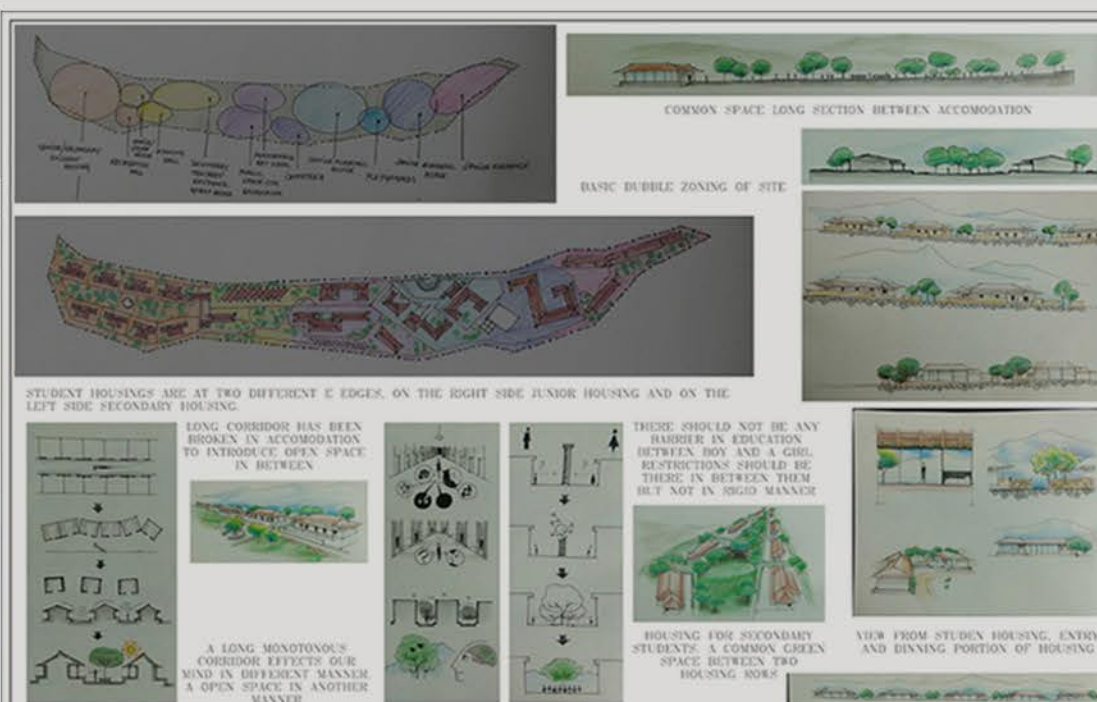 COMMON SPACE LONG SECTION BETWEEN ACCOMODATION
BASIC BUBBLE ZONING OF SITE
RECREATION
HALL
DINNING
HALL
PLAYGROUNDS
STUDENT HOUSINGS ARE AT TWO DIFFERENT E EDGES, ON THE RIGHT SIDE JUNIOR HOUSING AND ON THE
LEFT SIDE SECONDARY HOUSING.
LONG CORRIDOR HAS BEEN
BROKEN IN ACCOMODATION
TO INTRODUCE OPEN SPACE
IN BETWEEN
A LONG MONOTONOUS
CORRIDOR EFFECTS OUR
MIND IN DIFFERENT MANNER,
A OPEN SPACE IN ANOTHER
MANNER
THERE SHOULD NOT BE ANY
BARRIER IN EDUCATION
BETWEEN BOY AND A GIRL,
RESTRICTIONS SHOULD BE
THERE IN BETWEEN THEM
BUT NOT IN RIGID MANNER
HOUSING FOR SECONDARY
STUDENTS, A COMMON GREEN
SPACE BETWEEN TWO
HOUSING ROWS
VIEW FROM STUDEN HOUSING, ENTRY
AND DINNING PORTION OF HOUSING